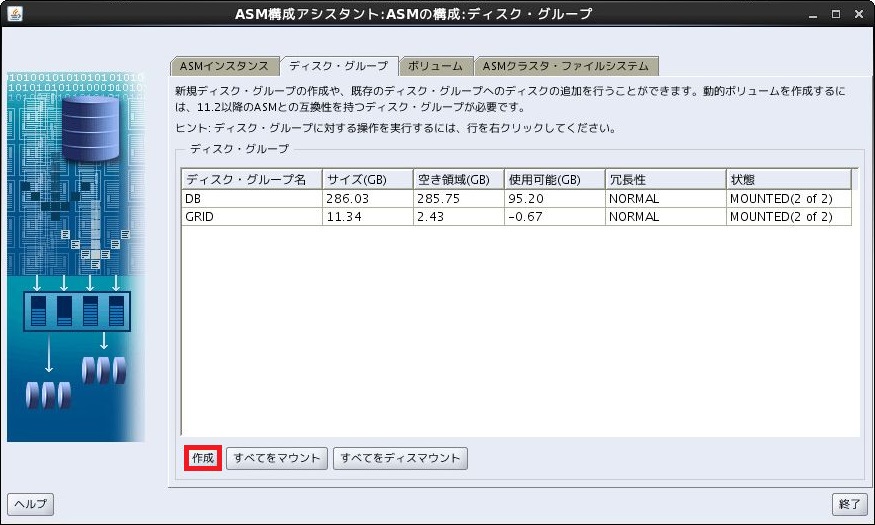 ASM構成アシスタント:ASMの構成:ディスク・グループ
ASMインスタンス ディスク・グループ ボリューム ASMクラスタ・ファイルシステム
新規ディスク・グループの作成や、既存のディスク・グループへのディスクの追加を行うことができます。動的ボリュームを作成するに
は、11.2以降のASMとの互換性を持つディスク・グループが必要です。
ヒント: ディスク・グループに対する操作を実行するには、行を右クリックしてください。
ディスク・グループ
ディスク・グループ名 サイズ(GB) 空き領域(GB) 使用可能(GB) 冗長性 状態
DB 286.03 285.75 95.20 NORMAL MOUNTED(2 of 2)
GRID 11.34 2.43 -0.67 NORMAL MOUNTED(2 of 2)
作成 すべてをマウント すべてをディスマウント
ヘルプ 終了